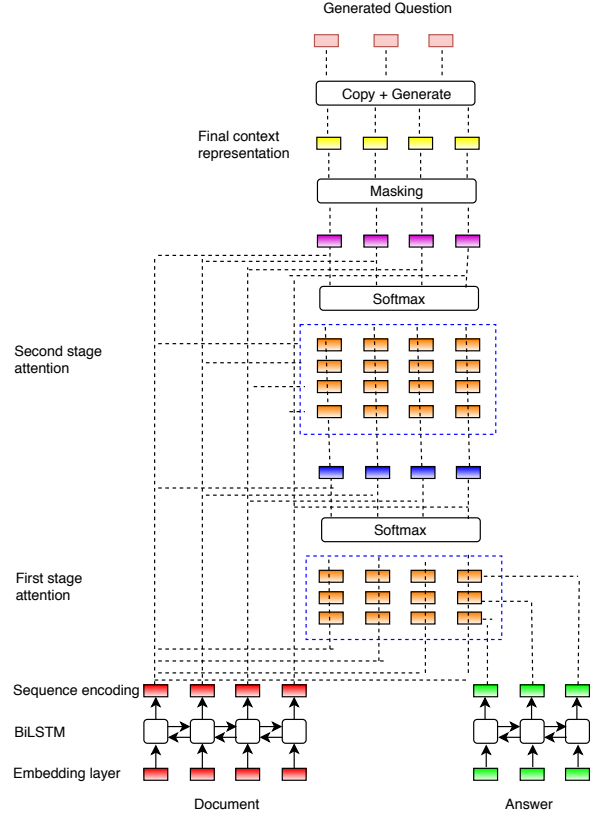 Generated Question
Copy + Generate
Final context
representation
Masking
Softmax
Second stage
attention
Softmax
First stage
attention
Sequence encoding
BiLSTM
Embedding layer
Document
Answer